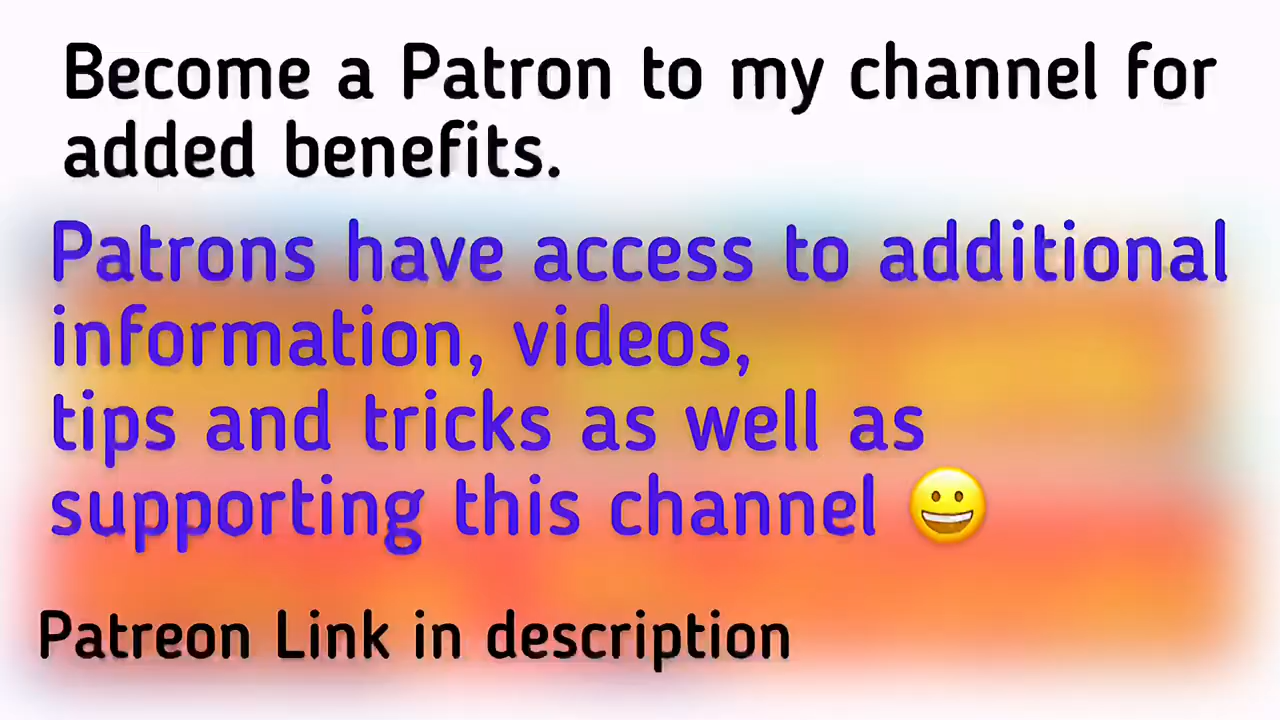 Become a Patron to my channel for
added benefits.
Patrons have access to additional
information, videos,
tips and tricks as well as
supporting this channel 😀
Patreon Link in description